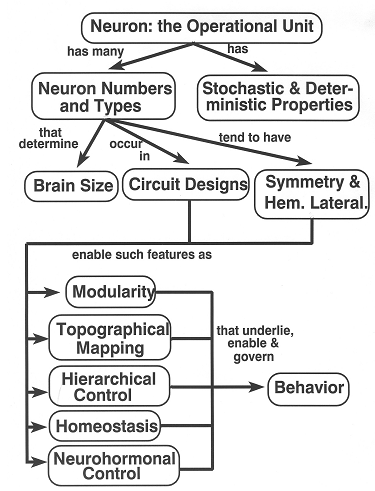 Neuron: the Operational Unit
has many
has
Neuron Numbers
and Types
Stochastic & Deter-
ministic Properties
that
determine
occur
in
tend to have
Brain Size
Circuit Designs
Symmetry &
Hem. Lateral.
enable such features as
Modularity
Topographical
Mapping
Hierarchical
Control
Homeostasis
Neurohormonal
Control
that underlie,
enable &
govern
Behavior